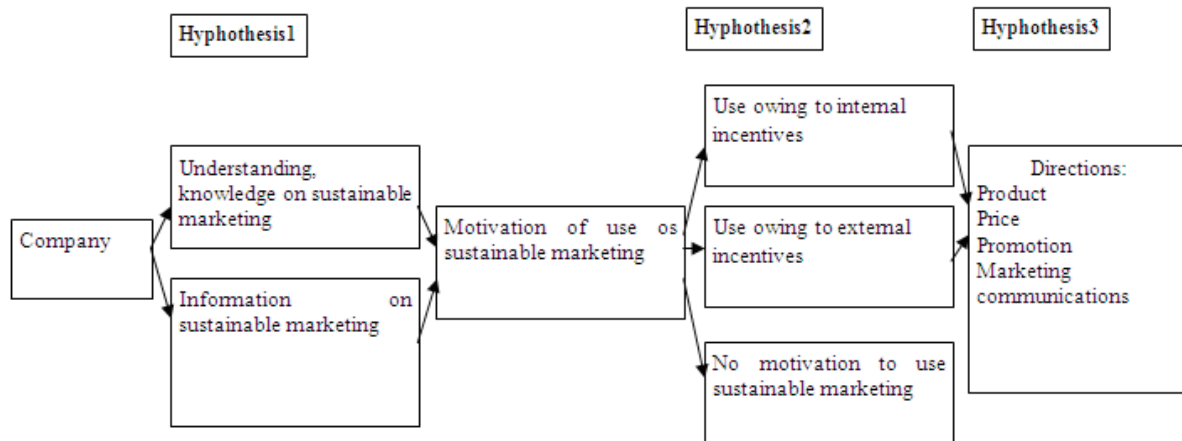 Hyphothesis1
Hyphothesis2
Hyphothesis3
Company
Understanding,
knowledge on sustainable
marketing
Information on
sustainable marketing
Motivation of use os
sustainable marketing
Use owing to internal
incentives
Use owing to external
incentives
No motivation to use
sustainable marketing
Directions:
Product
Price
Promotion
Marketing
communications